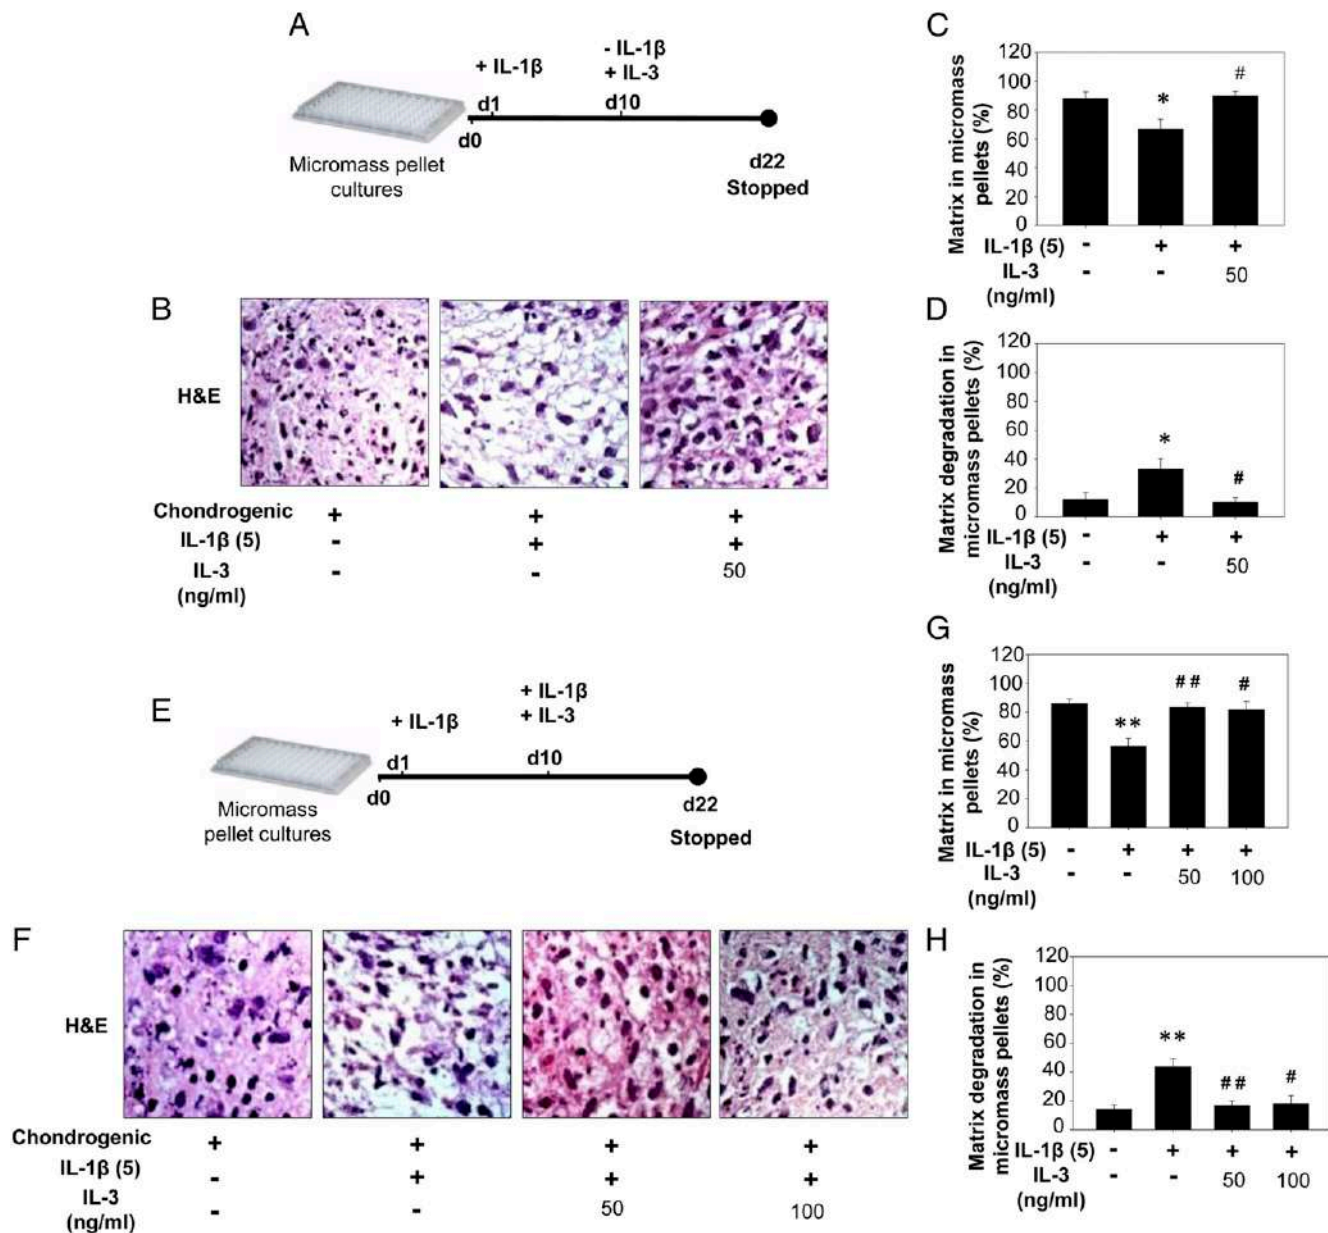 A
+ IL-1β
- IL-1β
+ IL-3
d1
d10
d0
d22
Stopped
Micromass pellet
cultures
B
H&E
Chondrogenic + + +
IL-1β (5) - + +
IL-3 - - 50
(ng/ml)
C
Matrix in micromass
pellets (%)
120
100
80
60
40
20
0
*
#
IL-1β (5) - + +
IL-3 - - 50
(ng/ml)
D
Matrix degradation in
micromass pellets (%)
120
100
80
60
40
20
0
*
#
IL-1β (5) - + +
IL-3 - - 50
(ng/ml)
E
+ IL-1β
+ IL-1β
+ IL-3
d1
d10
d0
d22
Stopped
Micromass
pellet cultures
F
H&E
Chondrogenic + + + +
IL-1β (5) - + + +
IL-3 - - 50 100
(ng/ml)
G
Matrix in micromass
pellets (%)
120
100
80
60
40
20
0
**
##
#
IL-1β (5) - + + +
IL-3 - - 50 100
(ng/ml)
H
Matrix degradation in
micromass pellets (%)
120
100
80
60
40
20
0
**
##
#
IL-1β (5) - + + +
IL-3 - - 50 100
(ng/ml)